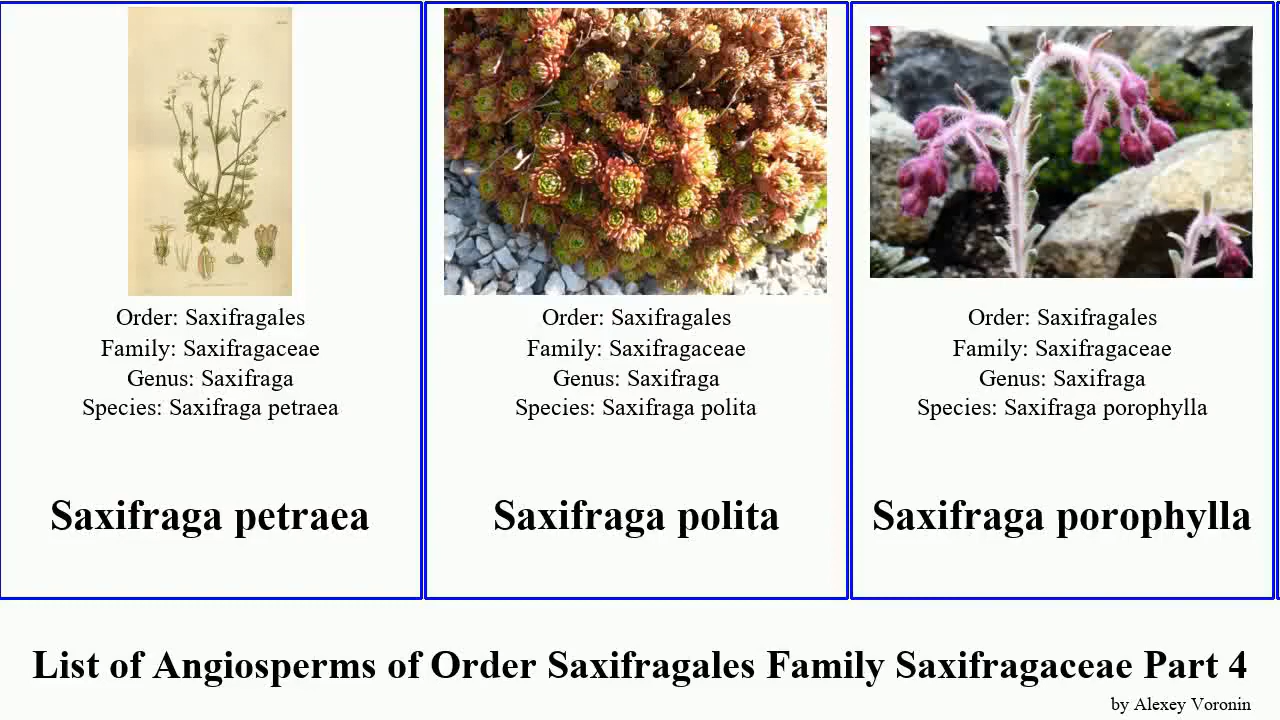 Order: Saxifragales
Family: Saxifragaceae
Genus: Saxifraga
Species: Saxifraga petraea
Saxifraga petraea
Order: Saxifragales
Family: Saxifragaceae
Genus: Saxifraga
Species: Saxifraga polita
Saxifraga polita
Order: Saxifragales
Family: Saxifragaceae
Genus: Saxifraga
Species: Saxifraga porophylla
Saxifraga porophylla
List of Angiosperms of Order Saxifragales Family Saxifragaceae Part 4
by Alexey Voronin